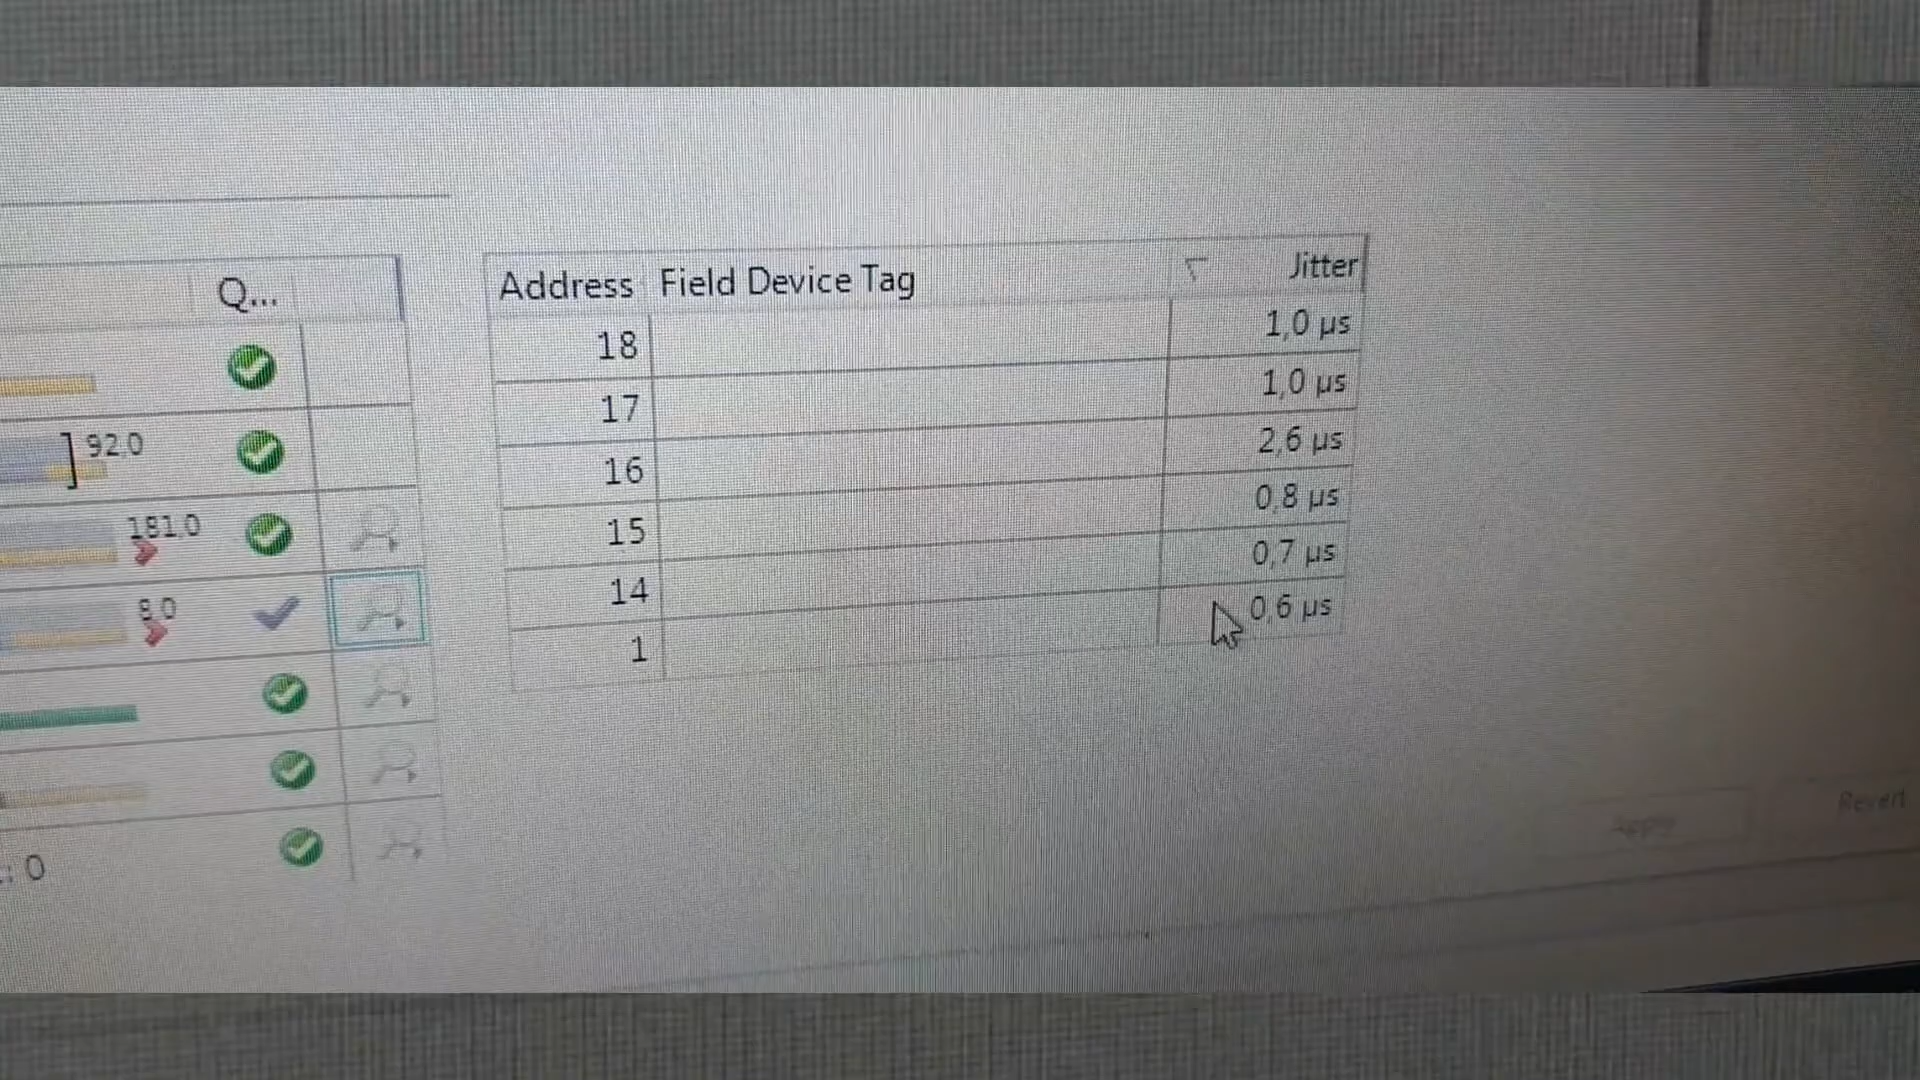 Q...
92.0
181.0
8.0
: 0
Address Field Device Tag Jitter
18 1,0 µs
17 1,0 µs
16 2,6 µs
15 0,8 µs
14 0,7 µs
1 0,6 µs
Apply Revert